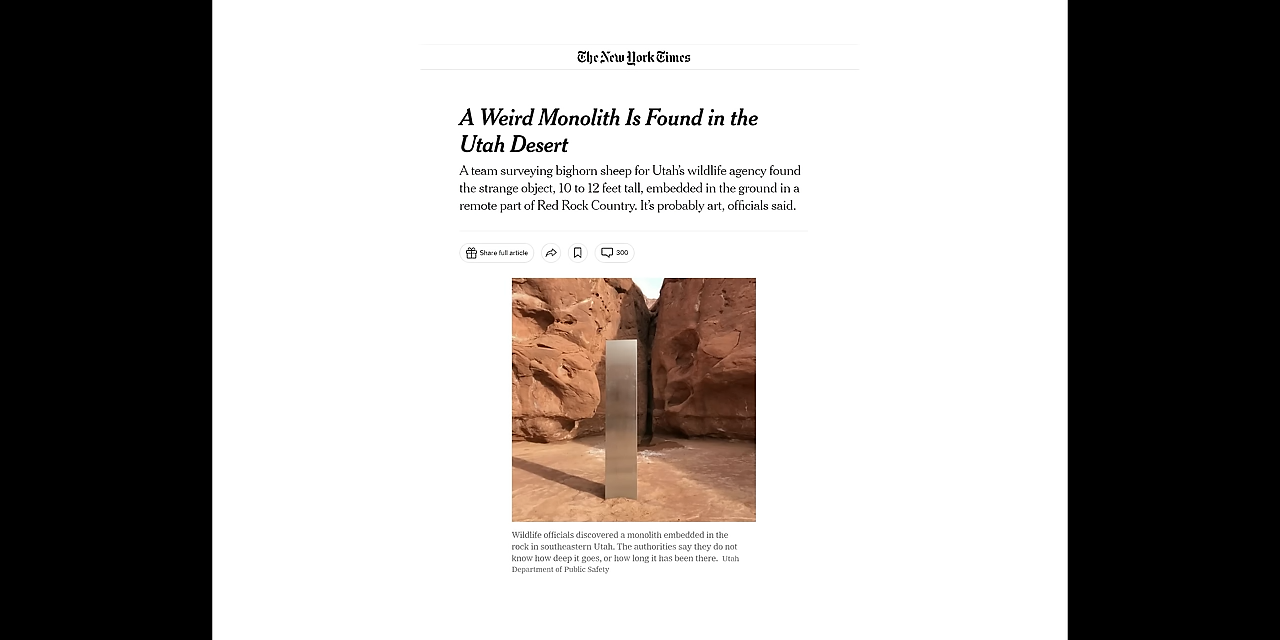 The New York Times
A Weird Monolith Is Found in the
Utah Desert
A team surveying bighorn sheep for Utah's wildlife agency found
the strange object, 10 to 12 feet tall, embedded in the ground in a
remote part of Red Rock Country. It's probably art, officials said.
Share full article
300
Wildlife officials discovered a monolith embedded in the
rock in southeastern Utah. The authorities say they do not
know how deep it goes, or how long it has been there. Utah
Department of Public Safety